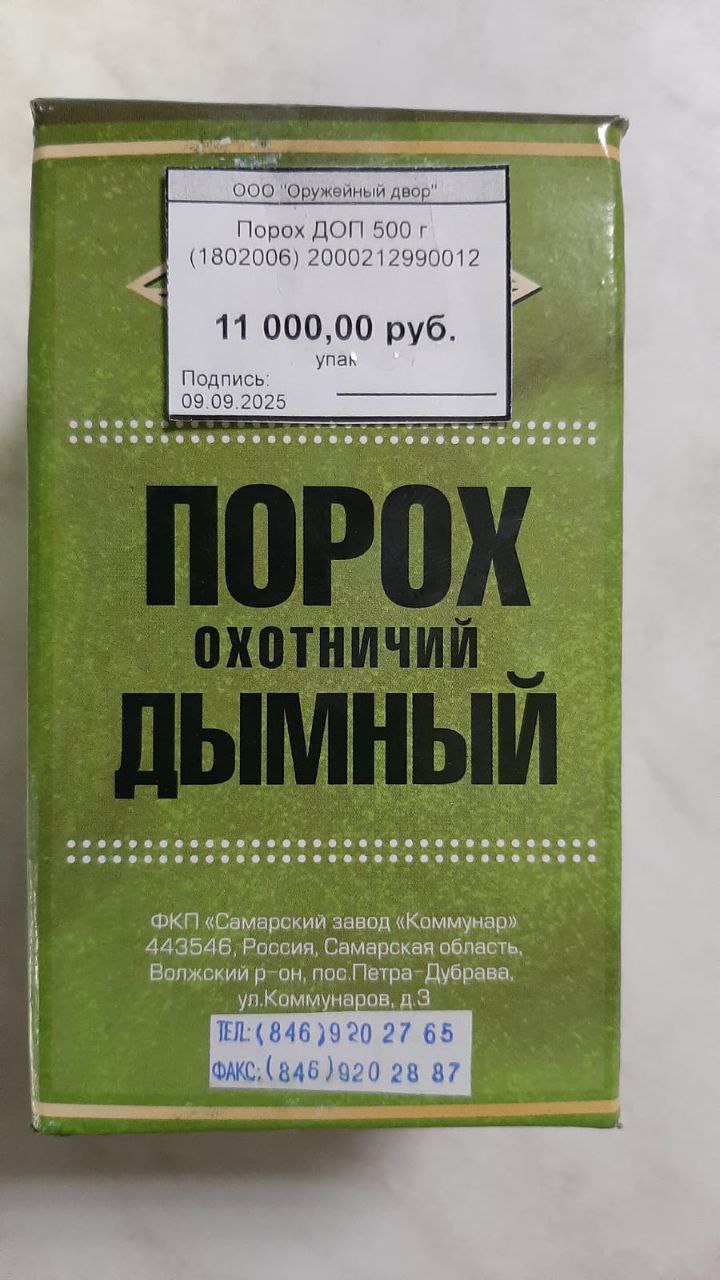 ООО "Оружейный двор"
Порох ДОП 500 г
(1802006) 2000212990012
11 000,00 руб.
упак
Подпись:
09.09.2025
ПОРОХ
ОХОТНИЧИЙ
ДЫМНЫЙ
ФКП «Самарский завод «Коммунар»
443546, Россия, Самарская область,
Волжский р-он, пос.Петра-Дубрава,
ул.Коммунаров, д.3
ТЕЛ:(846)920 27 65
ФАКС:(846)920 28 87